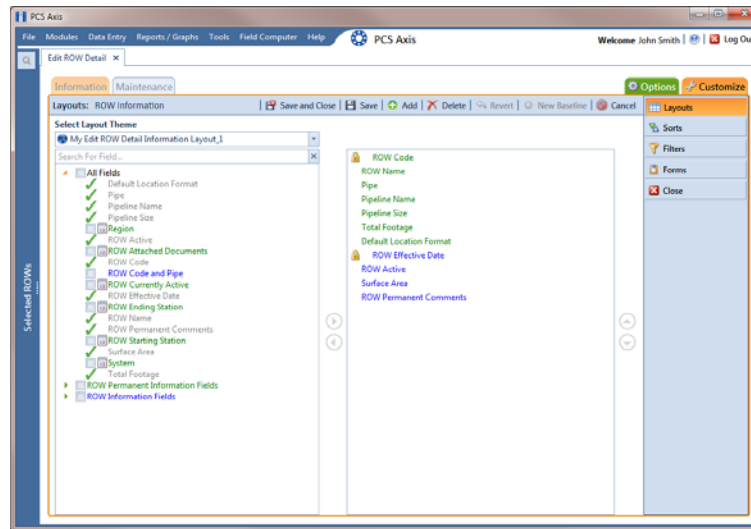 PCS Axis
File Modules Data Entry Reports / Graphs Tools Field Computer Help PCS Axis Welcome John Smith Log Ou
Edit ROW Detail
Information Maintenance Options Customize
Layouts: ROW Information Save and Close Save Add Delete Revert New Baseline Cancel
Layouts
Sorts
Filters
Forms
Close
Select Layout Theme
My Edit ROW Detail Information Layout_1
Search For Field...
All Fields
Default Location Format
Pipe
Pipeline Name
Pipeline Size
Region
ROW Active
ROW Attached Documents
ROW Code
ROW Code and Pipe
ROW Currently Active
ROW Effective Date
ROW Ending Station
ROW Name
ROW Permanent Comments
ROW Starting Station
Surface Area
System
Total Footage
ROW Permanent Information Fields
ROW Information Fields
ROW Code
ROW Name
Pipe
Pipeline Name
Pipeline Size
Total Footage
Default Location Format
ROW Effective Date
ROW Active
Surface Area
ROW Permanent Comments
Selected ROWs